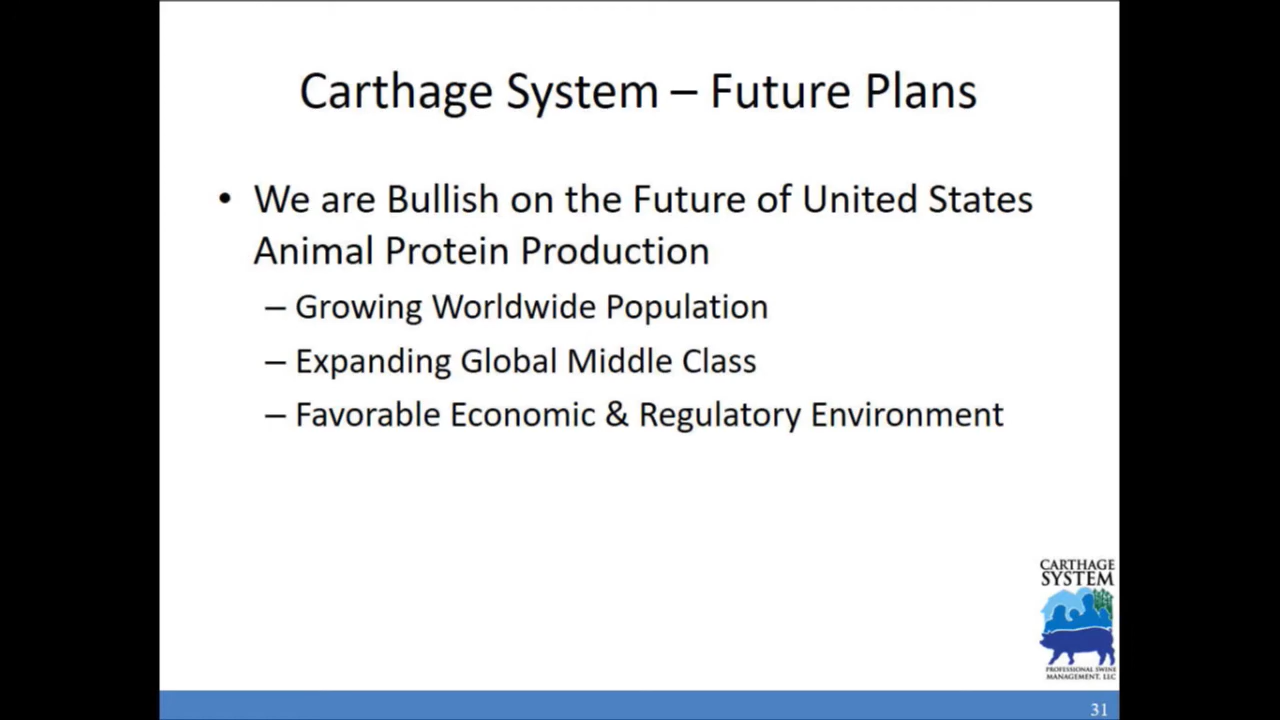 Carthage System – Future Plans
• We are Bullish on the Future of United States
Animal Protein Production
– Growing Worldwide Population
– Expanding Global Middle Class
– Favorable Economic & Regulatory Environment
CARTHAGE
SYSTEM
PROFESSIONAL SWINE
MANAGEMENT, LLC
31